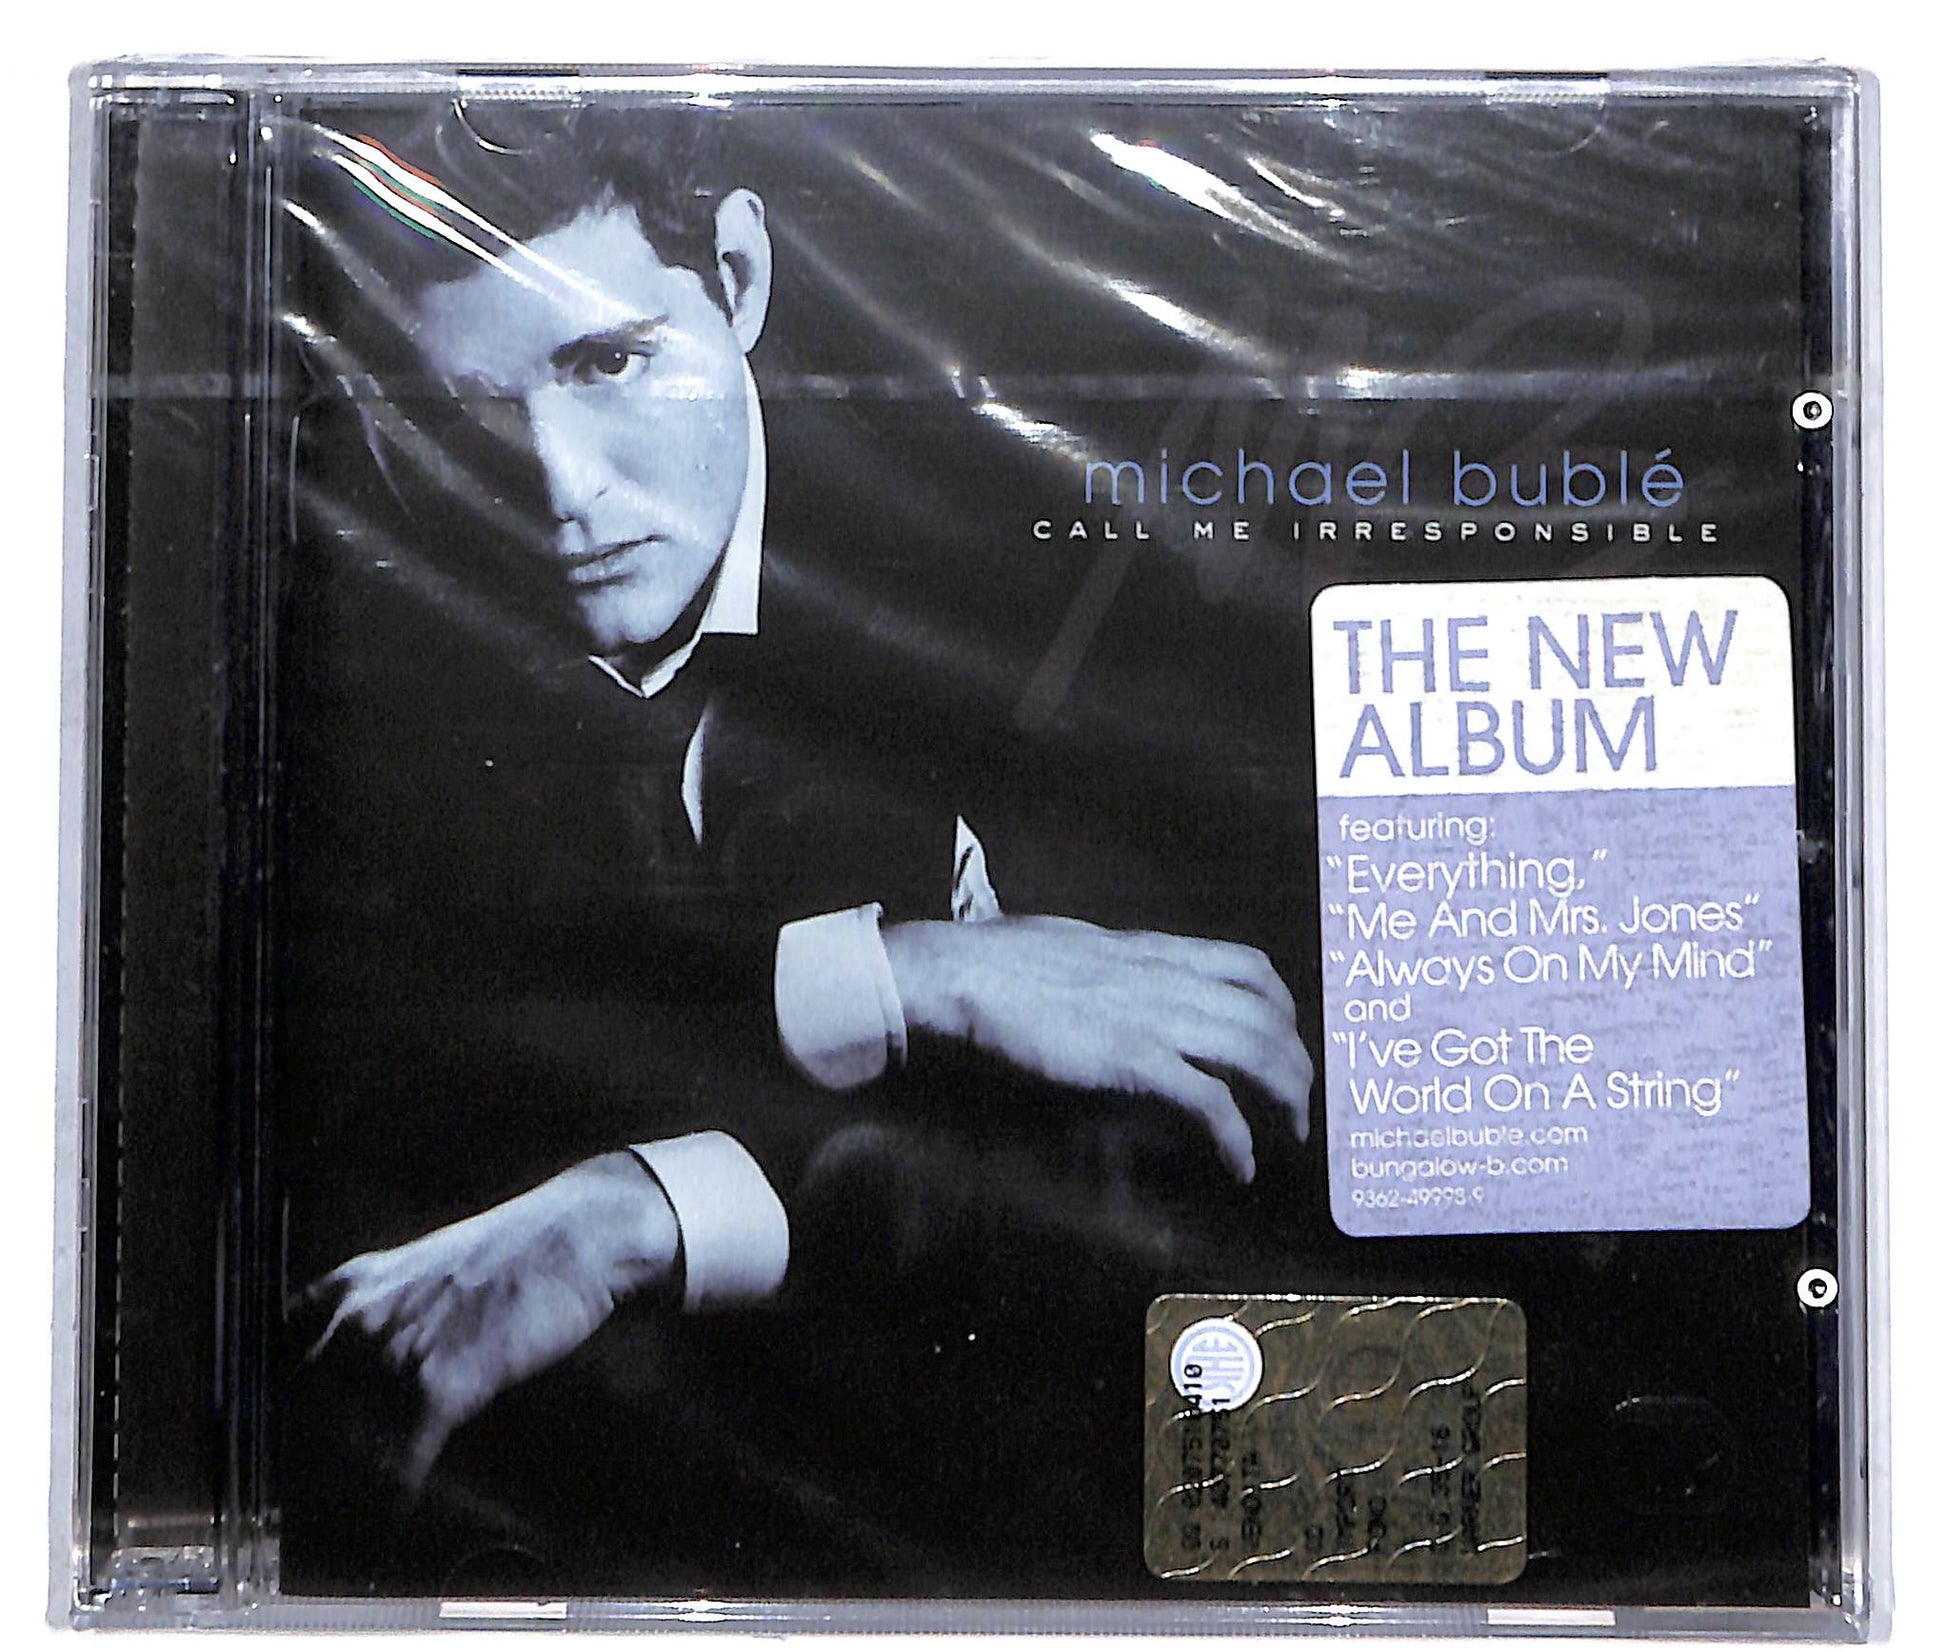 michael bublé
CALL ME IRRESPONSIBLE
THE NEW
ALBUM
featuring:
"Everything,"
"Me And Mrs. Jones"
"Always On My Mind"
and
"I've Got The
World On A String"
michaelbuble.com
bungalow-b.com
9362-49998-9